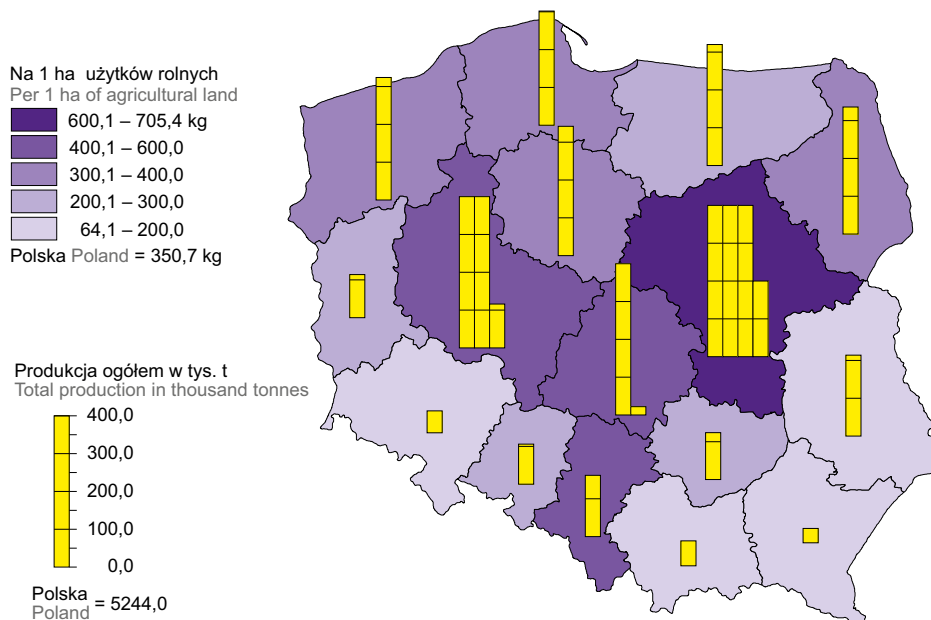 Na 1 ha użytków rolnych
Per 1 ha of agricultural land
600,1 – 705,4 kg
400,1 – 600,0
300,1 – 400,0
200,1 – 300,0
64,1 – 200,0
Polska Poland = 350,7 kg
Produkcja ogółem w tys. t
Total production in thousand tonnes
400,0
300,0
200,0
100,0
0,0
Polska
Poland = 5244,0